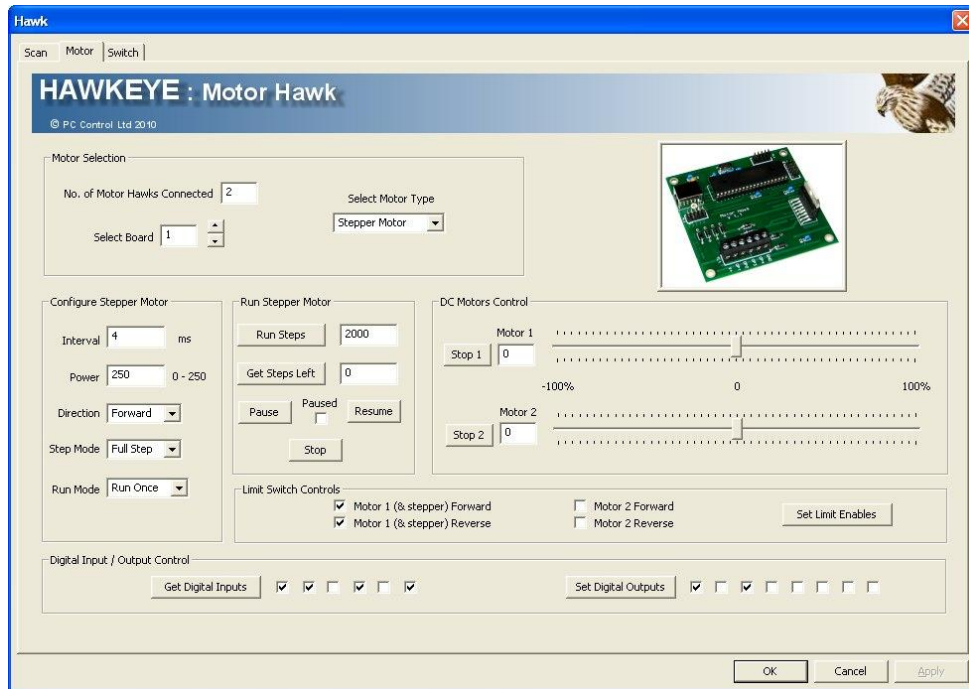 Hawk
Scan Motor Switch
HAWKEYE : Motor Hawk
© PC Control Ltd 2010
Motor Selection
No. of Motor Hawks Connected 2
Select Motor Type
Select Board 1
Stepper Motor
Motor Hawk
Configure Stepper Motor
Interval 4 ms
Power 250 0 - 250
Direction Forward
Step Mode Full Step
Run Mode Run Once
Run Stepper Motor
Run Steps 2000
Get Steps Left 0
Pause Paused Resume
Stop
DC Motors Control
Motor 1
Stop 1 0
-100% 0 100%
Motor 2
Stop 2 0
Limit Switch Controls
Motor 1 (& stepper) Forward Motor 2 Forward
Motor 1 (& stepper) Reverse Motor 2 Reverse
Set Limit Enables
Digital Input / Output Control
Get Digital Inputs Set Digital Outputs
OK Cancel Apply